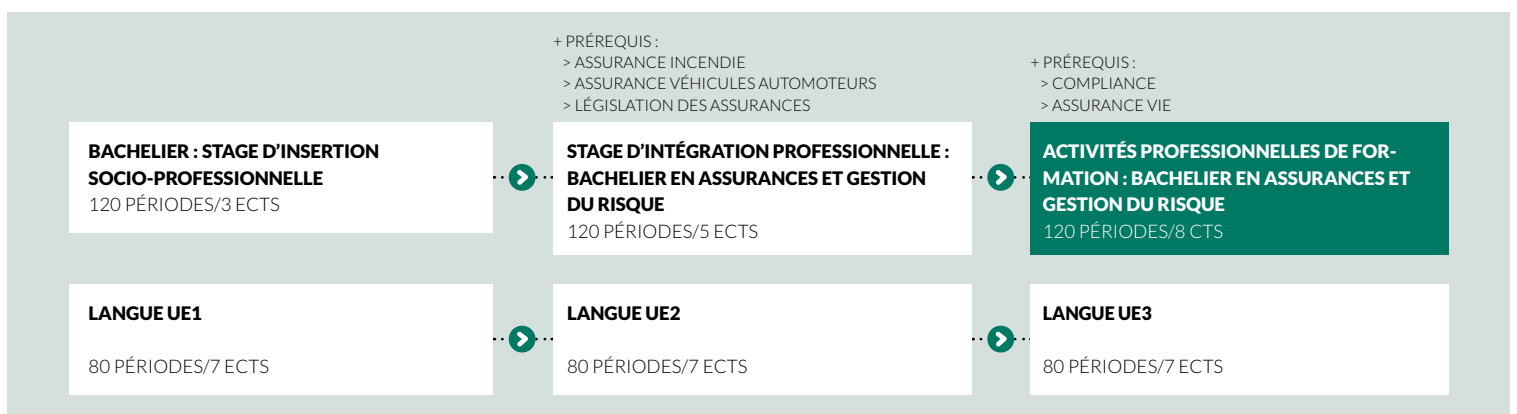 + PRÉREQUIS :
> ASSURANCE INCENDIE
> ASSURANCE VÉHICULES AUTOMOTEURS
> LÉGISLATION DES ASSURANCES
+ PRÉREQUIS :
> COMPLIANCE
> ASSURANCE VIE
BACHELIER : STAGE D'INSERTION
SOCIO-PROFESSIONNELLE
120 PÉRIODES/3 ECTS
STAGE D'INTÉGRATION PROFESSIONNELLE :
BACHELIER EN ASSURANCES ET GESTION
DU RISQUE
120 PÉRIODES/5 ECTS
ACTIVITÉS PROFESSIONNELLES DE FOR-
MATION : BACHELIER EN ASSURANCES ET
GESTION DU RISQUE
120 PÉRIODES/8 CTS
LANGUE UE1
80 PÉRIODES/7 ECTS
LANGUE UE2
80 PÉRIODES/7 ECTS
LANGUE UE3
80 PÉRIODES/7 ECTS